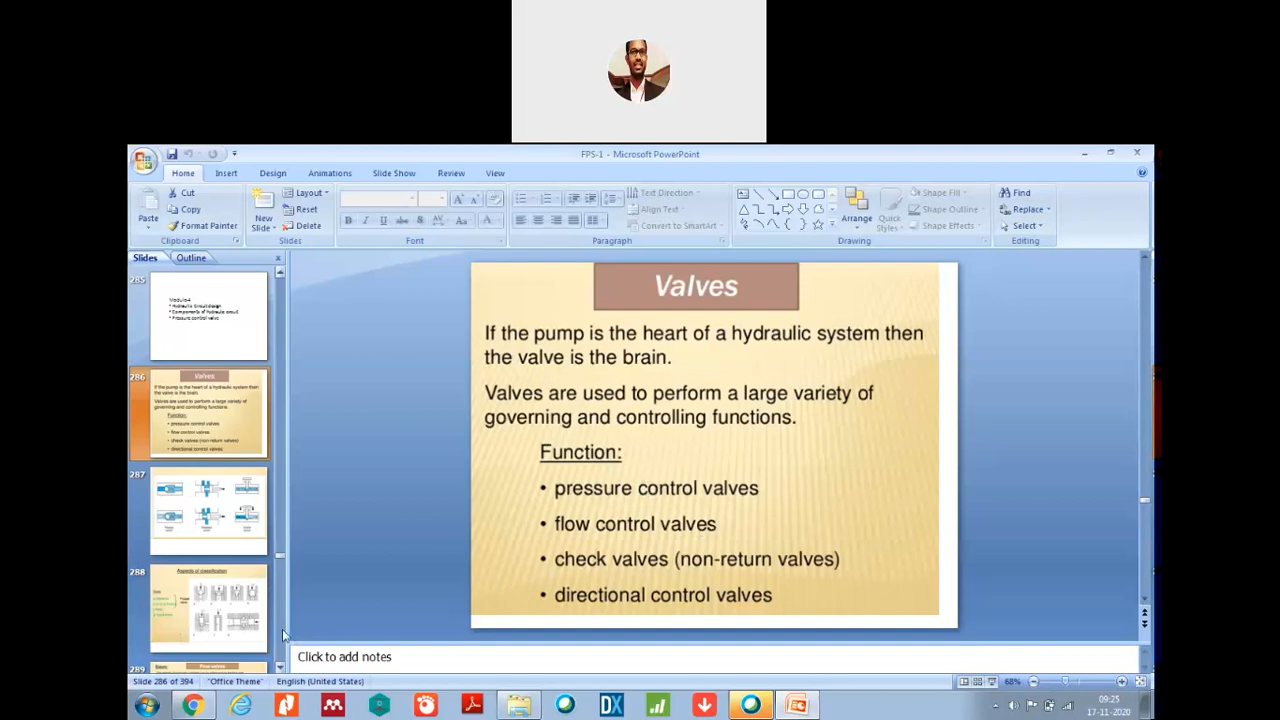 FPS-1 - Microsoft PowerPoint
Home Insert Design Animations Slide Show Review View
Cut
Copy
Format Painter
Paste
Clipboard
New
Slide
Layout
Reset
Delete
Slides
Font
Text Direction
Align Text
Convert to SmartArt
Paragraph
Arrange
Quick
Styles
Shape Fill
Shape Outline
Shape Effects
Drawing
Find
Replace
Select
Editing
Slides Outline
285
286
Valves
287
288
Aspects of classification
289
Valves
If the pump is the heart of a hydraulic system then
the valve is the brain.
Valves are used to perform a large variety of
governing and controlling functions.
Function:
• pressure control valves
• flow control valves
• check valves (non-return valves)
• directional control valves
Click to add notes
Slide 286 of 394 "Office Theme" English (United States) 68%
DX
09:25
17-11-2020